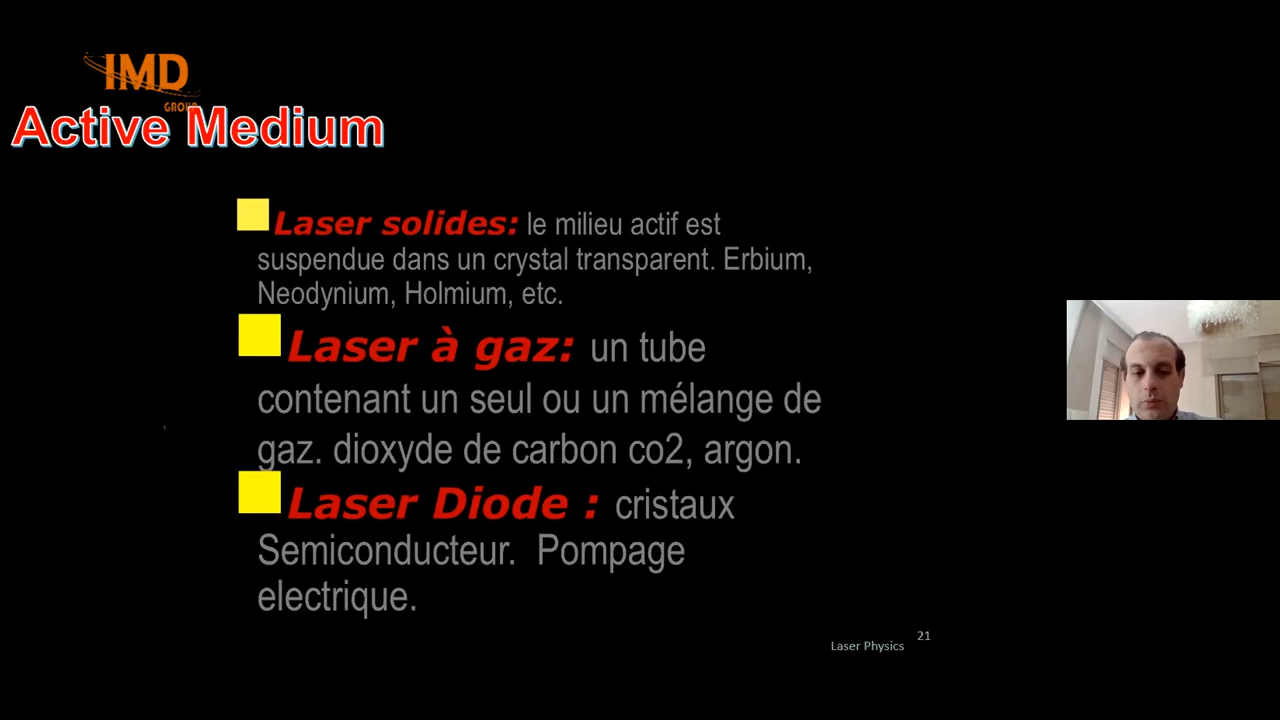 IMD
GROUP
Active Medium
Laser solides: le milieu actif est
suspendue dans un crystal transparent. Erbium,
Neodynium, Holmium, etc.
Laser à gaz: un tube
contenant un seul ou un mélange de
gaz. dioxyde de carbon co2, argon.
Laser Diode : cristaux
Semiconducteur. Pompage
electrique.
21
Laser Physics